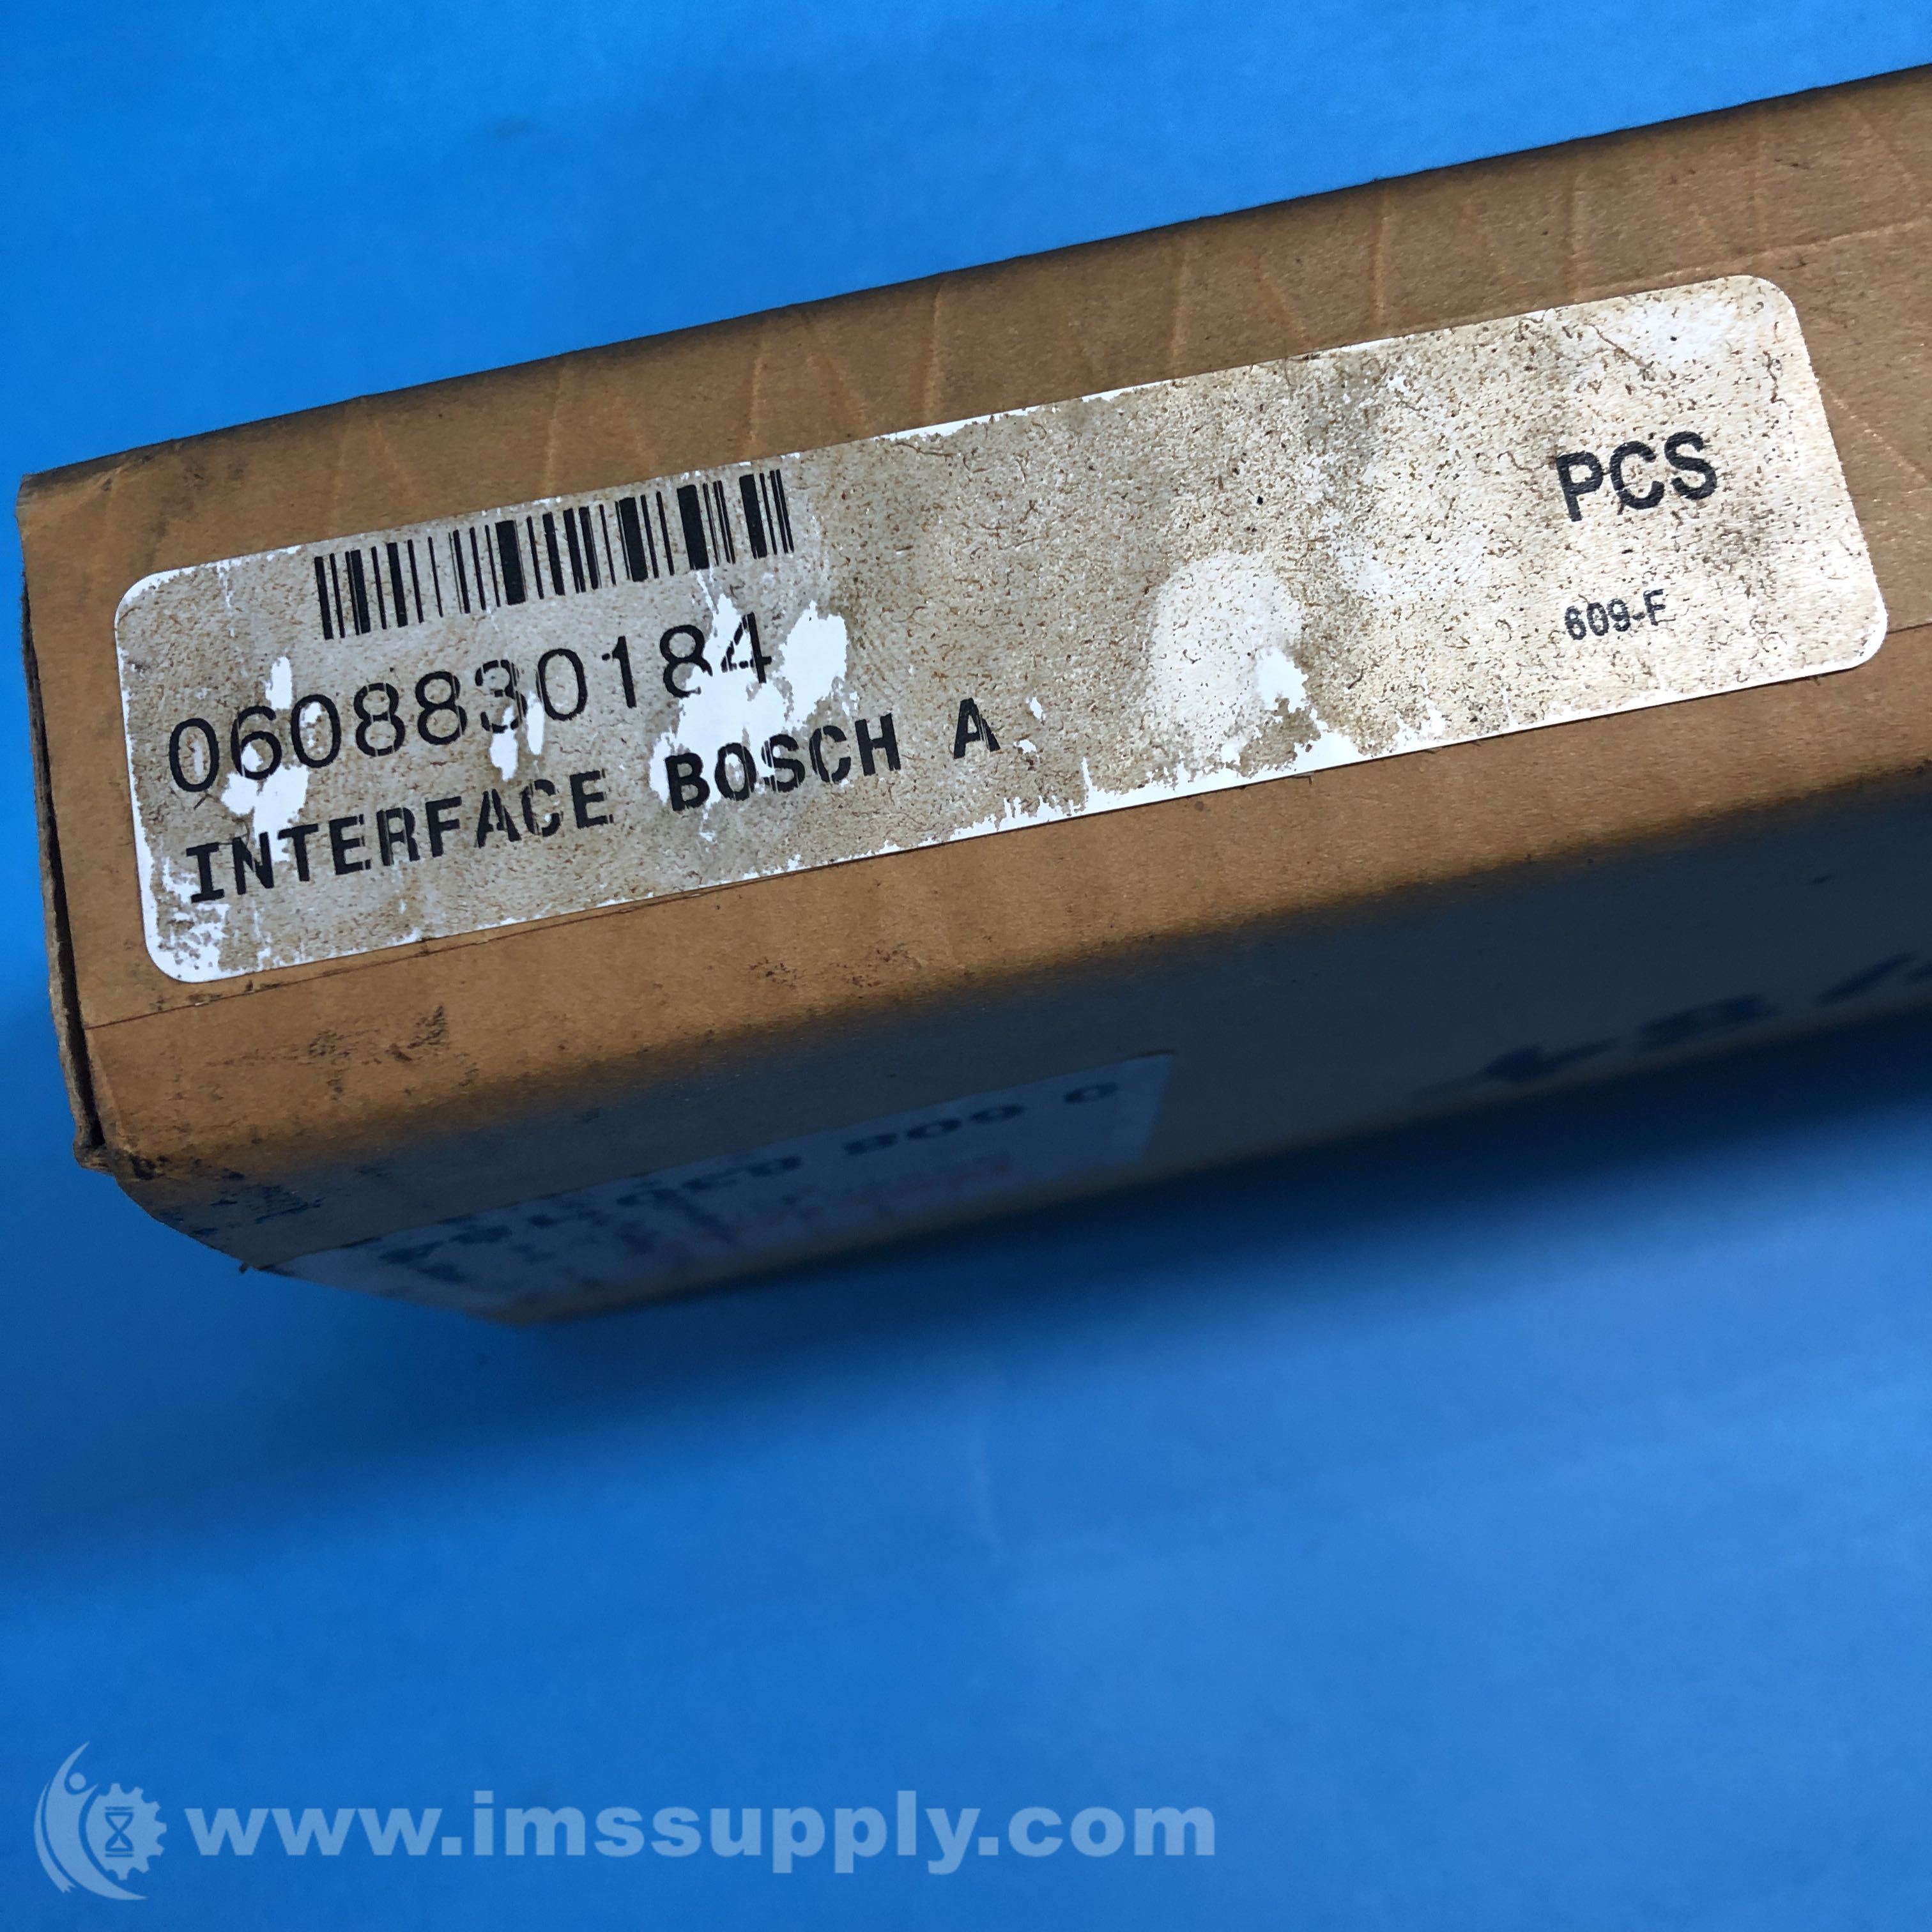 0608830184
INTERFACE BOSCH A
PCS
609-F
www.imssupply.com